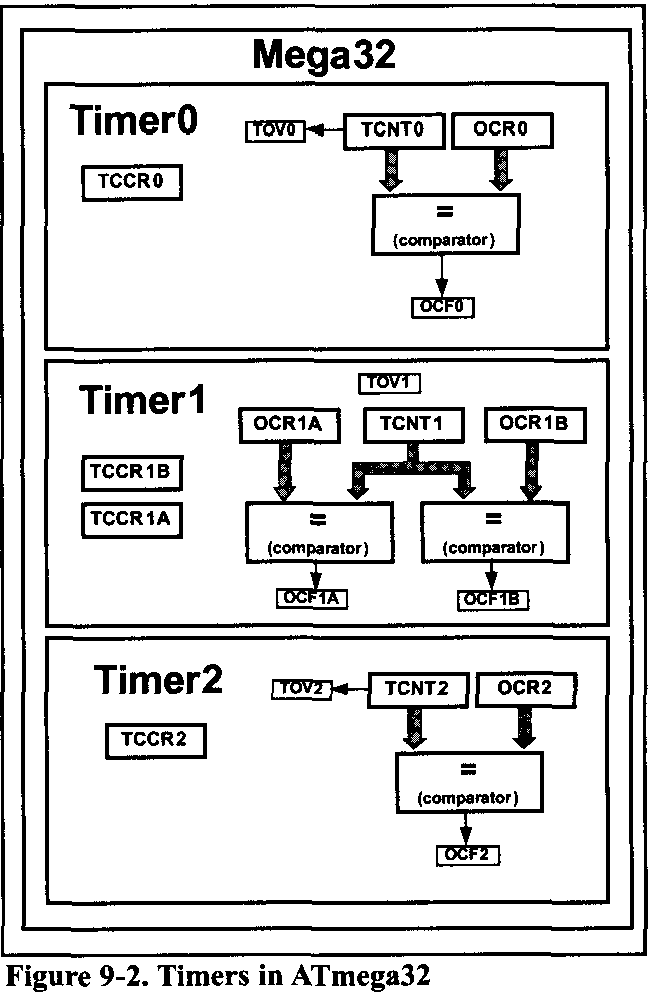 Mega32
Timer0
TOV0
TCNT0
OCR0
TCCR0
=
(comparator)
OCF0
Timer1
TOV1
OCR1A
TCNT1
OCR1B
TCCR1B
TCCR1A
=
(comparator)
=
(comparator)
OCF1A
OCF1B
Timer2
TOV2
TCNT2
OCR2
TCCR2
=
(comparator)
OCF2
Figure 9-2. Timers in ATmega32